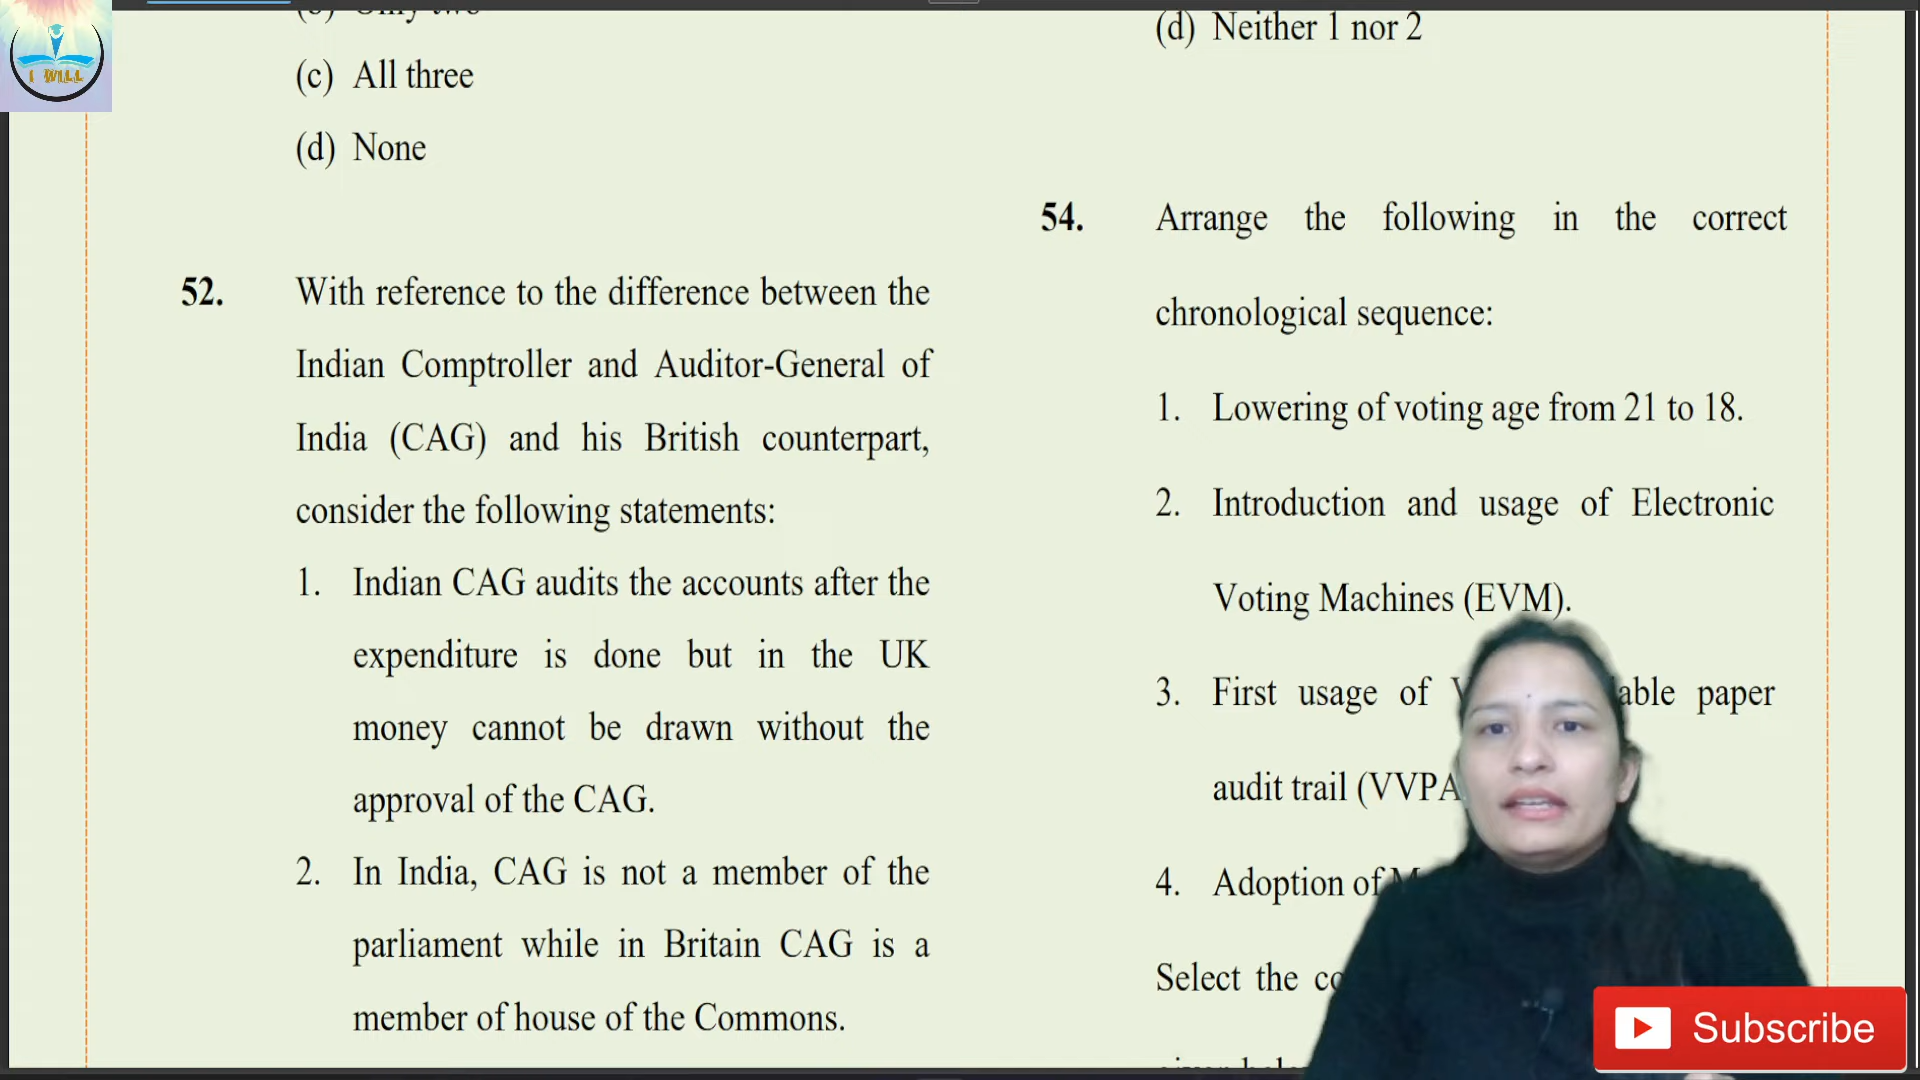 I WILL
(c) All three
(d) None
52. With reference to the difference between the
Indian Comptroller and Auditor-General of
India (CAG) and his British counterpart,
consider the following statements:
1. Indian CAG audits the accounts after the
expenditure is done but in the UK
money cannot be drawn without the
approval of the CAG.
2. In India, CAG is not a member of the
parliament while in Britain CAG is a
member of house of the Commons.
(d) Neither 1 nor 2
54. Arrange the following in the correct
chronological sequence:
1. Lowering of voting age from 21 to 18.
2. Introduction and usage of Electronic
Voting Machines (EVM).
3. First usage of paper
audit trail
4. Adoption of
Select the
Subscribe